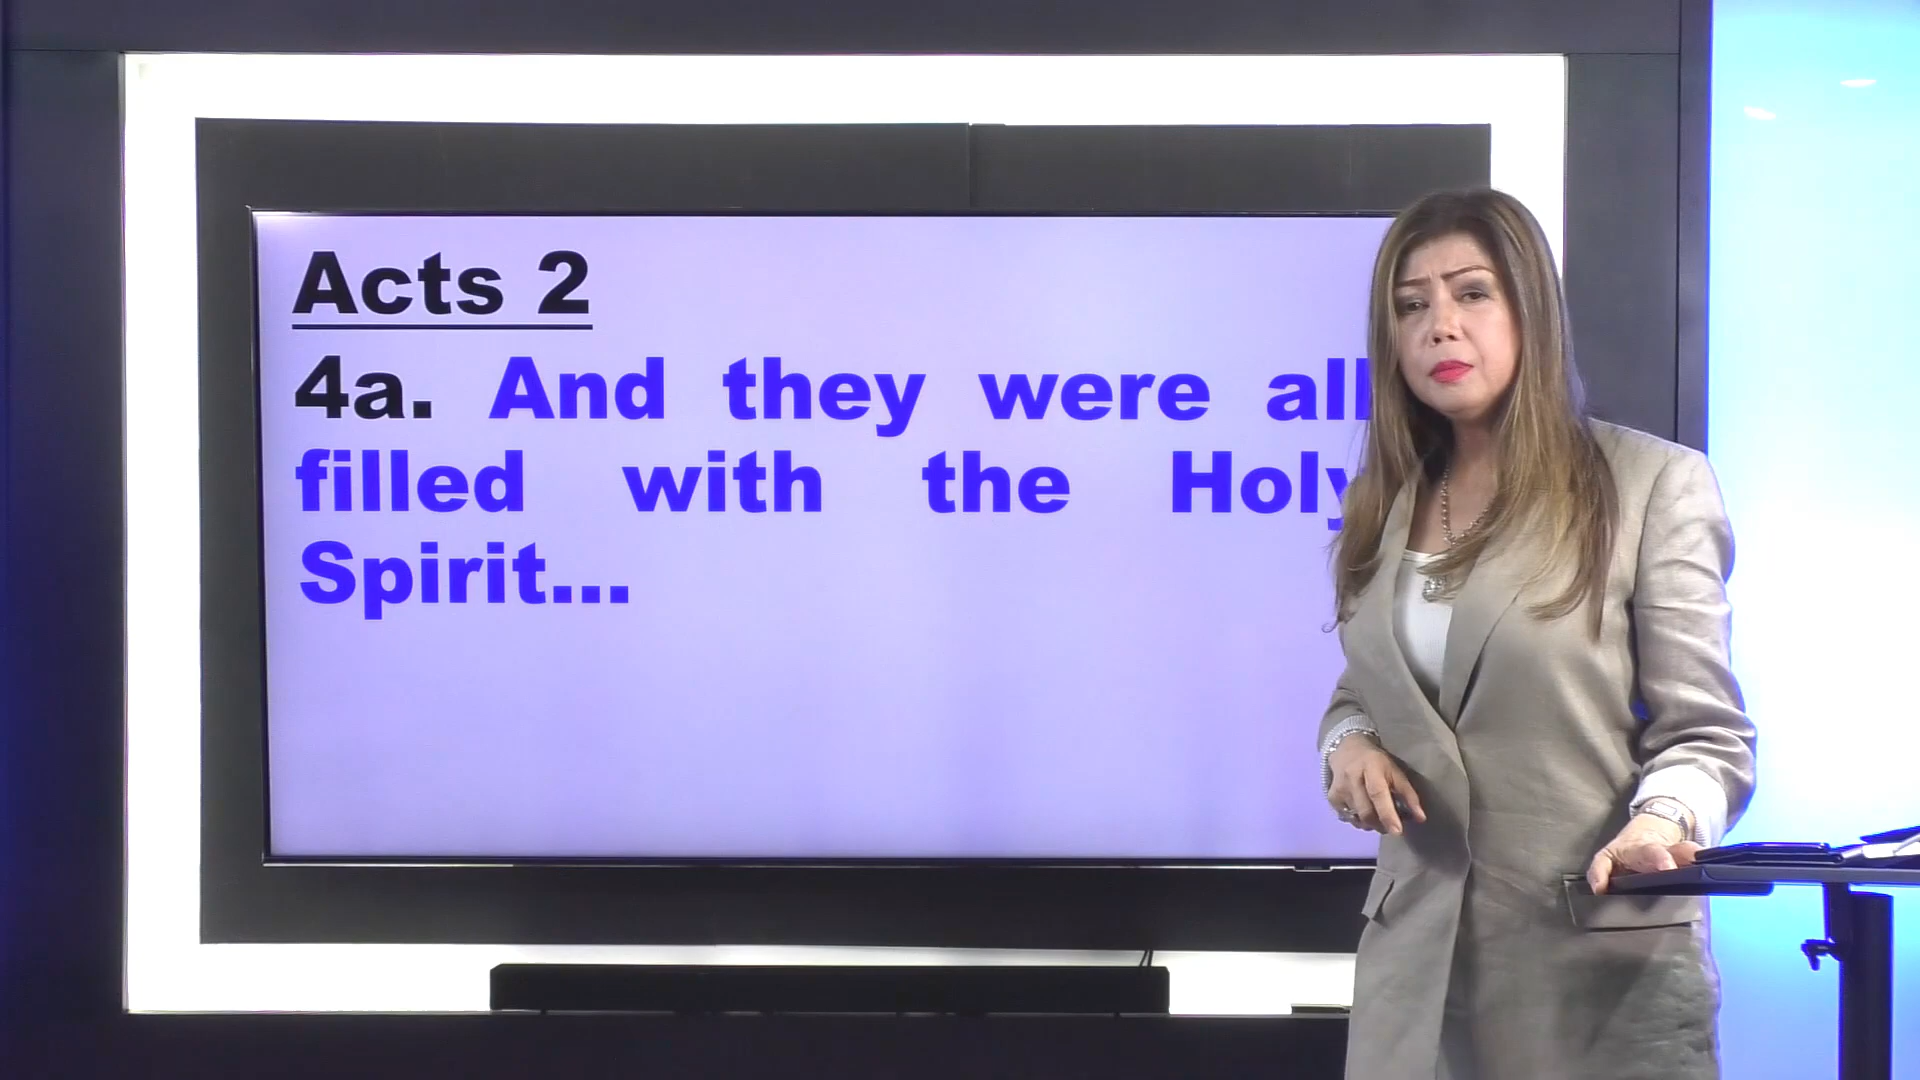 Acts 2
4a. And they were all
filled with the Holy
Spirit...